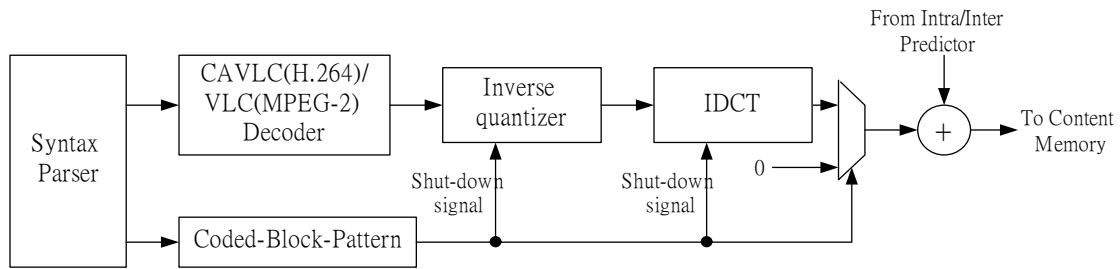 From Intra/Inter
Predictor
CAVLC(H.264)/
VLC(MPEG-2)
Decoder
Inverse
quantizer
IDCT
Syntax
Parser
+
To Content
Memory
0
Shut-down
signal
Shut-down
signal
Coded-Block-Pattern